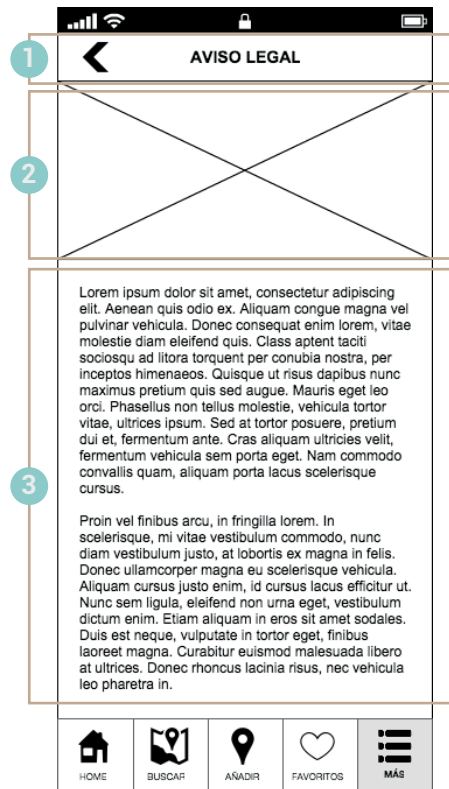 1
AVISO LEGAL
2
3
Lorem ipsum dolor sit amet, consectetur adipiscing
elit. Aenean quis odio ex. Aliquam congue magna vel
pulvinar vehicula. Donec consequat enim lorem, vitae
molestie diam eleifend quis. Class aptent taciti
sociosqu ad litora torquent per conubia nostra, per
inceptos himenaeos. Quisque ut risus dapibus nunc
maximus pretium quis sed augue. Mauris eget leo
orci. Phasellus non tellus molestie, vehicula tortor
vitae, ultrices ipsum. Sed at tortor posuere, pretium
dui et, fermentum ante. Cras aliquam ultricies velit,
fermentum vehicula sem porta eget. Nam commodo
convallis quam, aliquam porta lacus scelerisque
cursus.
Proin vel finibus arcu, in fringilla lorem. In
scelerisque, mi vitae vestibulum commodo, nunc
diam vestibulum justo, at lobortis ex magna in felis.
Donec ullamcorper magna eu scelerisque vehicula.
Aliquam cursus justo enim, id cursus lacus efficitur ut.
Nunc sem ligula, eleifend non urna eget, vestibulum
dictum enim. Etiam aliquam in eros sit amet sodales.
Duis est neque, vulputate in tortor eget, finibus
laoreet magna. Curabitur euismod malesuada libero
at ultrices. Donec rhoncus lacinia risus, nec vehicula
leo pharetra in.
HOME BUSCAR AÑADIR FAVORITOS MÁS